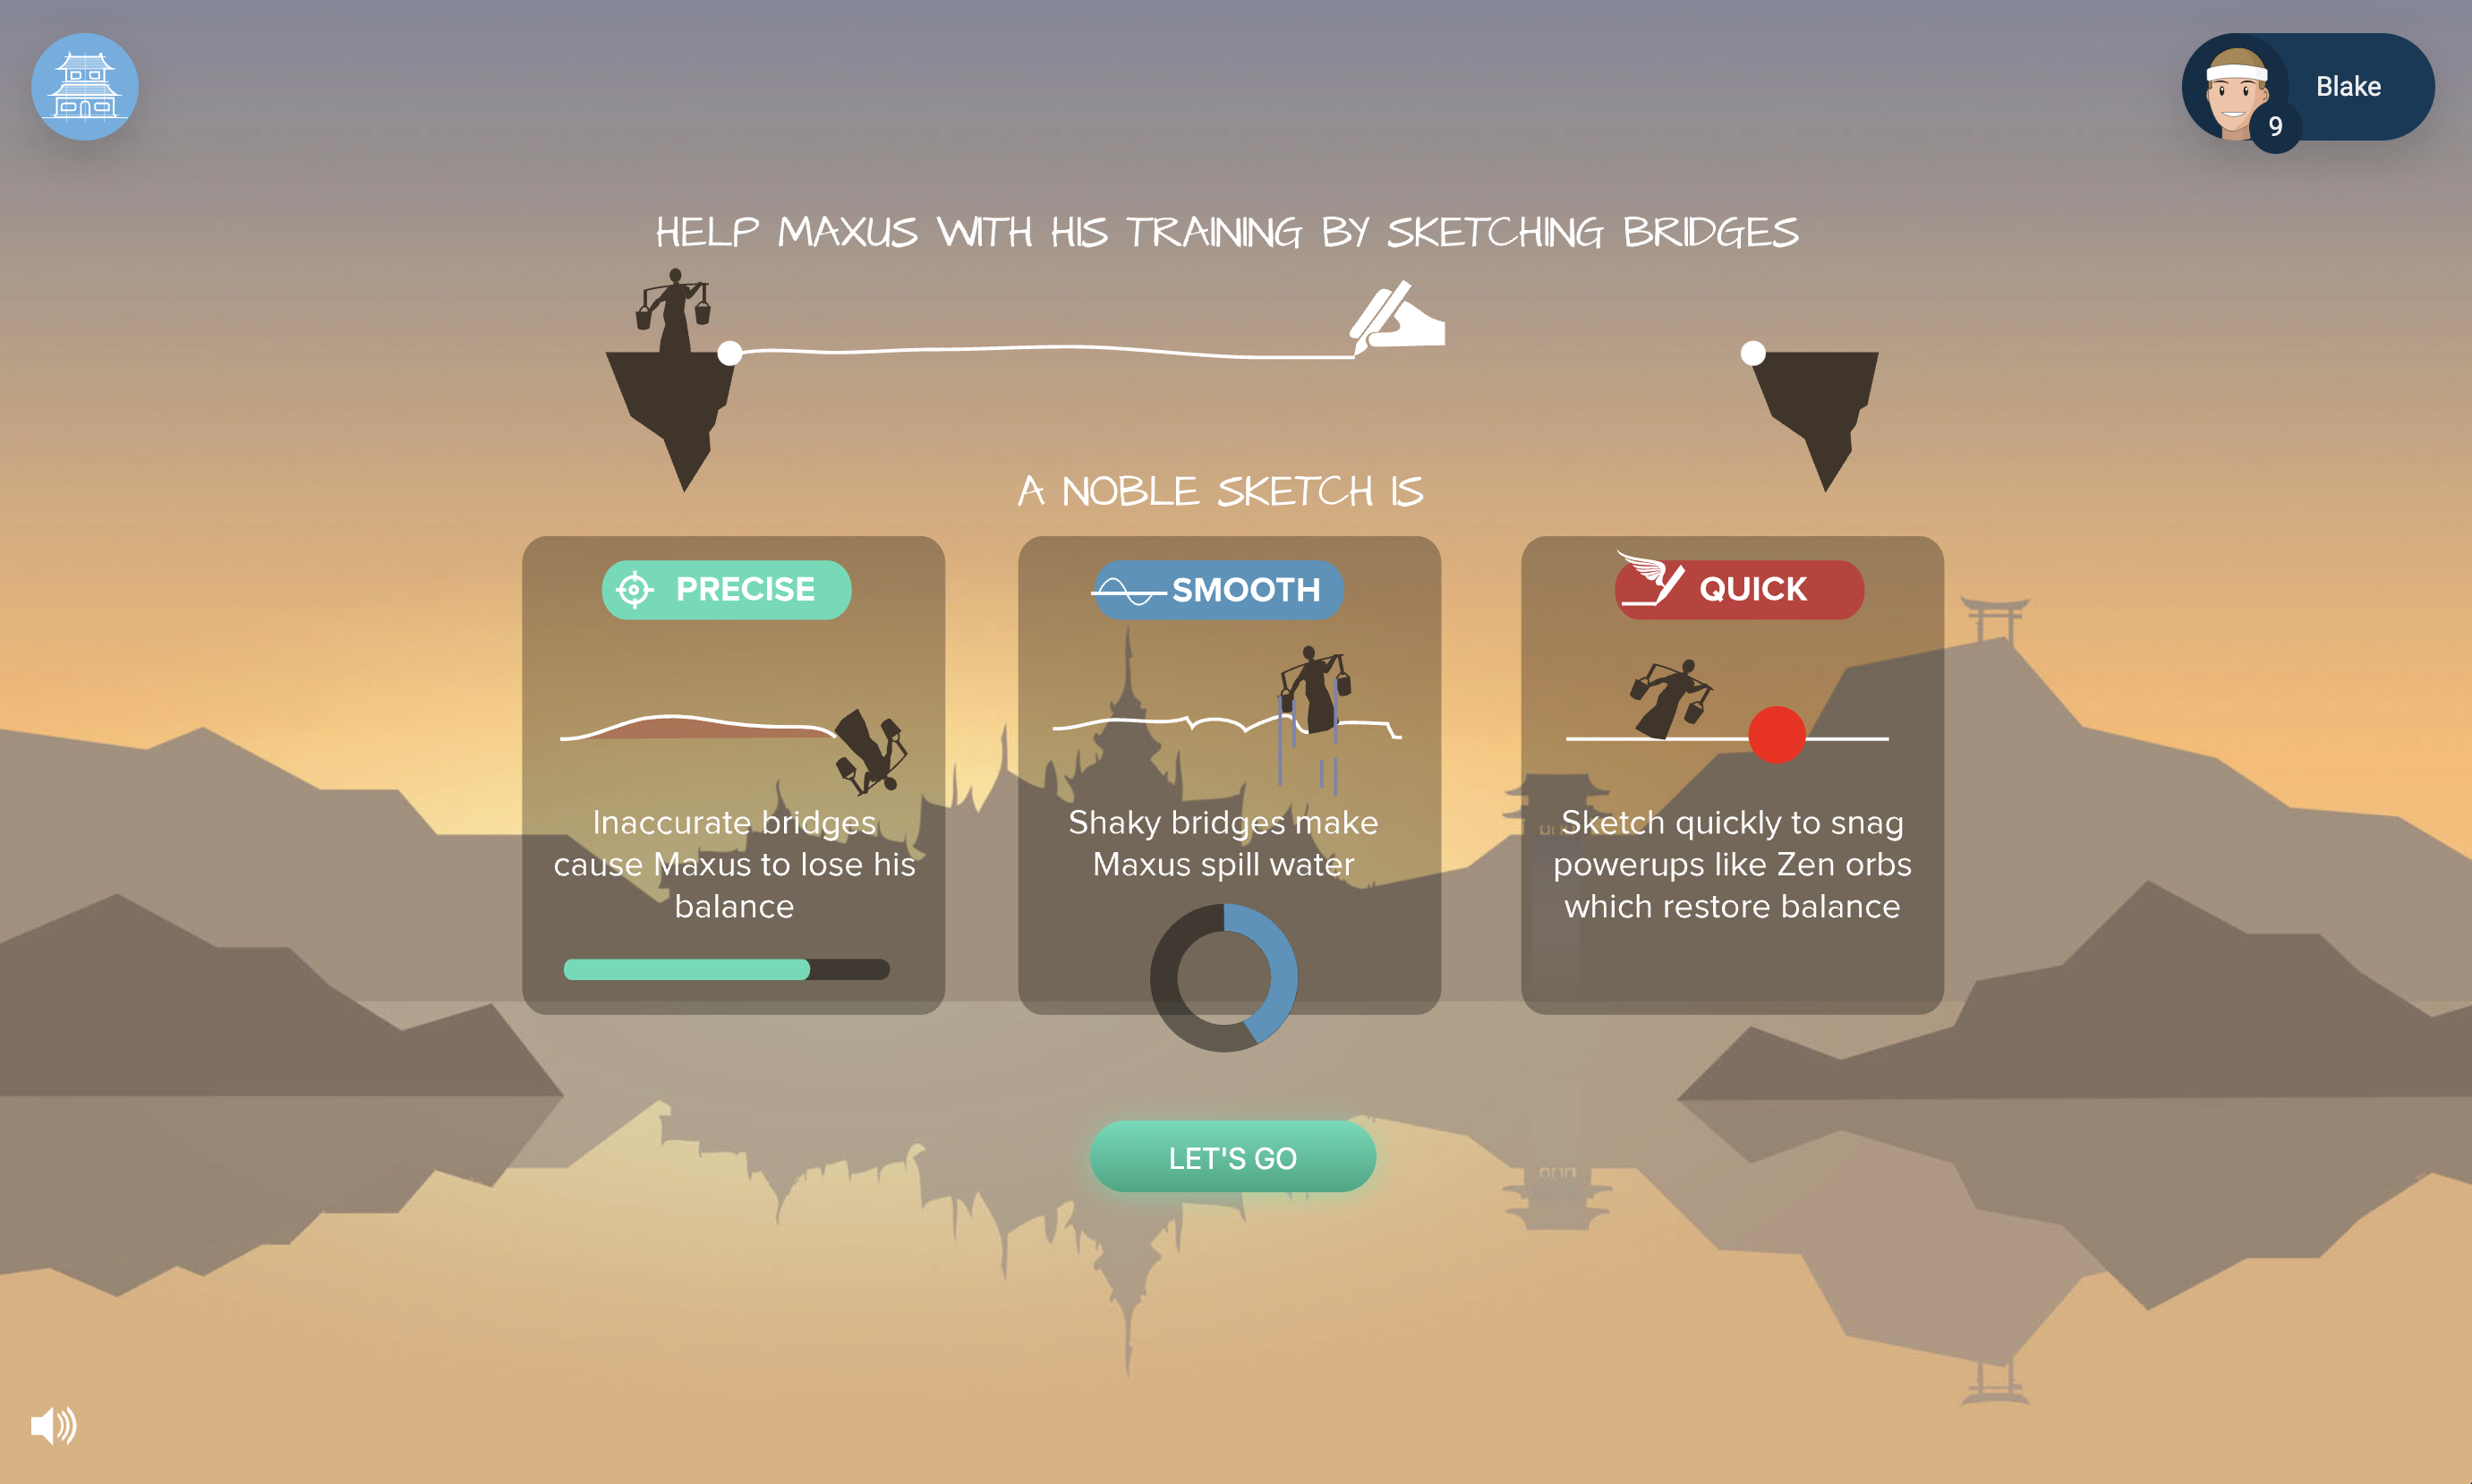 Blake
9
HELP MAXUS WITH HIS TRAINING BY SKETCHING BRIDGES
A NOBLE SKETCH IS
PRECISE
Inaccurate bridges
cause Maxus to lose his
balance
SMOOTH
Shaky bridges make
Maxus spill water
QUICK
Sketch quickly to snag
powerups like Zen orbs
which restore balance
LET'S GO